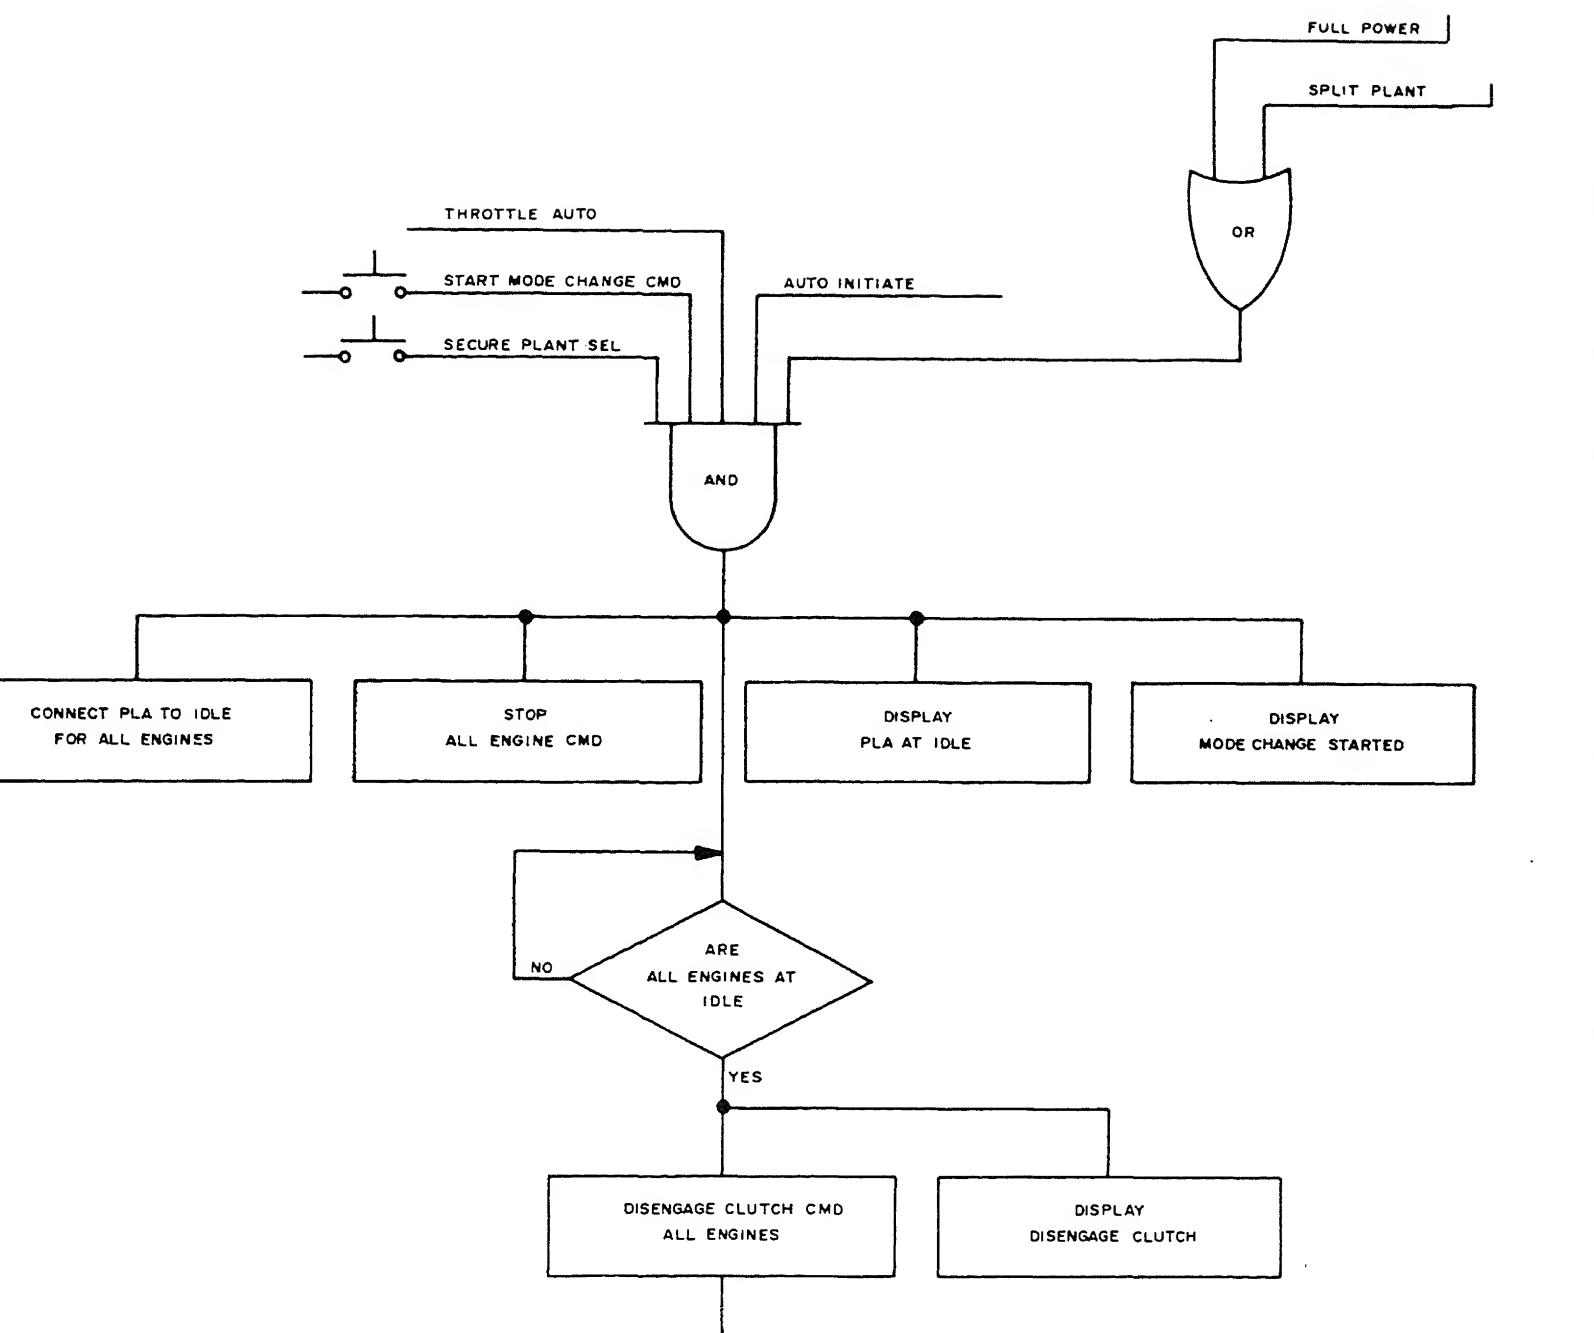 FULL POWER
SPLIT PLANT
OR
THROTTLE AUTO
START MODE CHANGE CMD
AUTO INITIATE
SECURE PLANT SEL
AND
CONNECT PLA TO IDLE
FOR ALL ENGINES
STOP
ALL ENGINE CMD
DISPLAY
PLA AT IDLE
DISPLAY
MODE CHANGE STARTED
ARE
ALL ENGINES AT
IDLE
NO
YES
DISENGAGE CLUTCH CMD
ALL ENGINES
DISPLAY
DISENGAGE CLUTCH